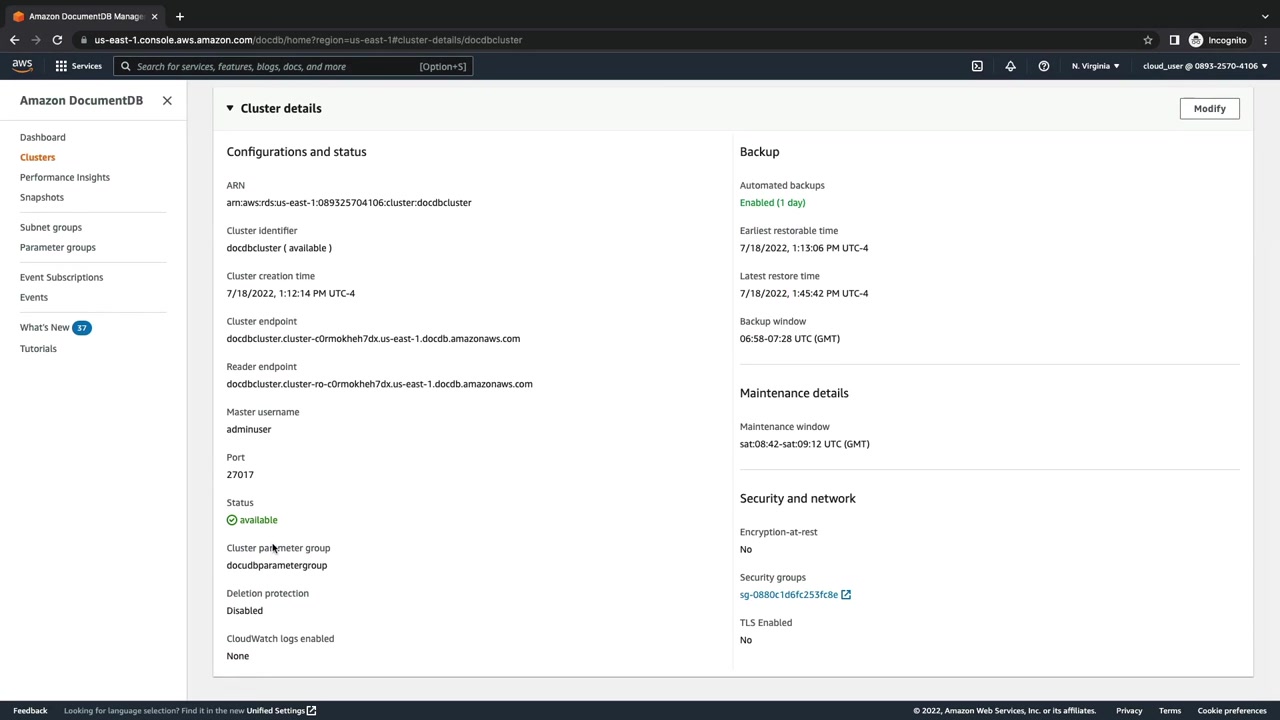 Amazon DocumentDB Manage
us-east-1.console.aws.amazon.com/docdb/home?region=us-east-1#cluster-details/docdbcluster
Incognito
aws
Services
Search for services, features, blogs, docs, and more
[Option+S]
N. Virginia
cloud_user @ 0893-2570-4106
Amazon DocumentDB
Dashboard
Clusters
Performance Insights
Snapshots
Subnet groups
Parameter groups
Event Subscriptions
Events
What's New 37
Tutorials
Cluster details
Modify
Configurations and status
ARN
arn:aws:rds:us-east-1:089325704106:cluster:docdbcluster
Cluster identifier
docdbcluster ( available )
Cluster creation time
7/18/2022, 1:12:14 PM UTC-4
Cluster endpoint
docdbcluster.cluster-c0rmokheh7dx.us-east-1.docdb.amazonaws.com
Reader endpoint
docdbcluster.cluster-ro-c0rmokheh7dx.us-east-1.docdb.amazonaws.com
Master username
adminuser
Port
27017
Status
available
Cluster parameter group
docudbparametergroup
Deletion protection
Disabled
CloudWatch logs enabled
None
Backup
Automated backups
Enabled (1 day)
Earliest restorable time
7/18/2022, 1:13:06 PM UTC-4
Latest restore time
7/18/2022, 1:45:42 PM UTC-4
Backup window
06:58-07:28 UTC (GMT)
Maintenance details
Maintenance window
sat:08:42-sat:09:12 UTC (GMT)
Security and network
Encryption-at-rest
No
Security groups
sg-0880c1d6fc253fc8e
TLS Enabled
No
Feedback
Looking for language selection? Find it in the new Unified Settings
© 2022, Amazon Web Services, Inc. or its affiliates.
Privacy
Terms
Cookie preferences